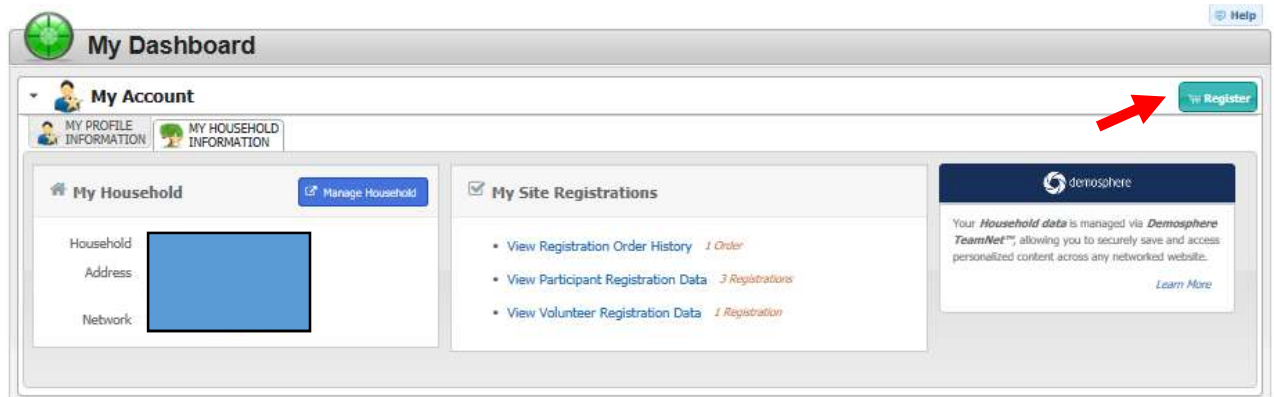 Help
My Dashboard
My Account
Register
MY PROFILE
INFORMATION
MY HOUSEHOLD
INFORMATION
My Household
Manage Household
Household
Address
Network
My Site Registrations
• View Registration Order History 1 Order
• View Participant Registration Data 3 Registrations
• View Volunteer Registration Data 1 Registration
demosphere
Your Household data is managed via Demosphere
TeamNet™, allowing you to securely save and access
personalized content across any networked website.
Learn More